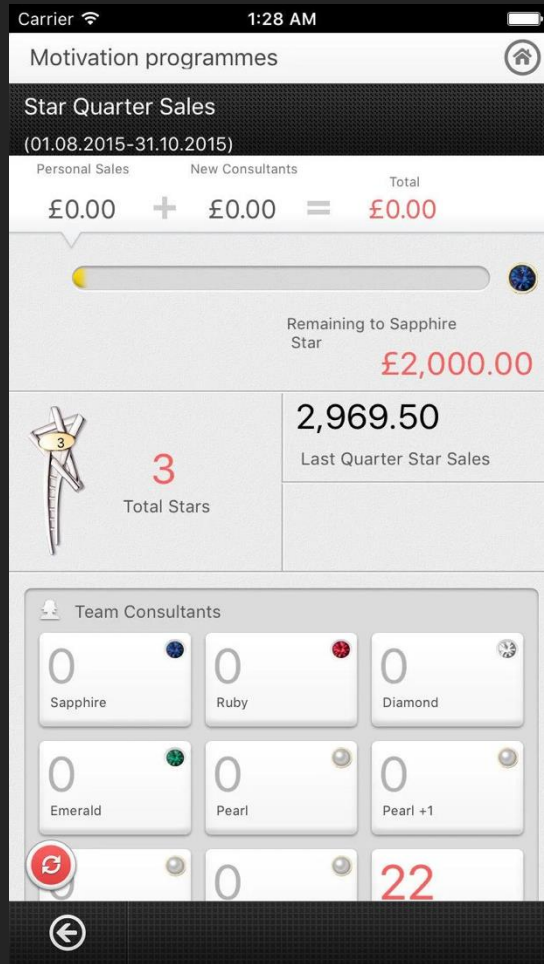 Carrier 1:28 AM
Motivation programmes
Star Quarter Sales
(01.08.2015-31.10.2015)
Personal Sales New Consultants Total
£0.00 + £0.00 = £0.00
Remaining to Sapphire
Star
£2,000.00
3
3
Total Stars
2,969.50
Last Quarter Star Sales
Team Consultants
0 0 0
Sapphire Ruby Diamond
0 0 0
Emerald Pearl Pearl +1
0 0 22